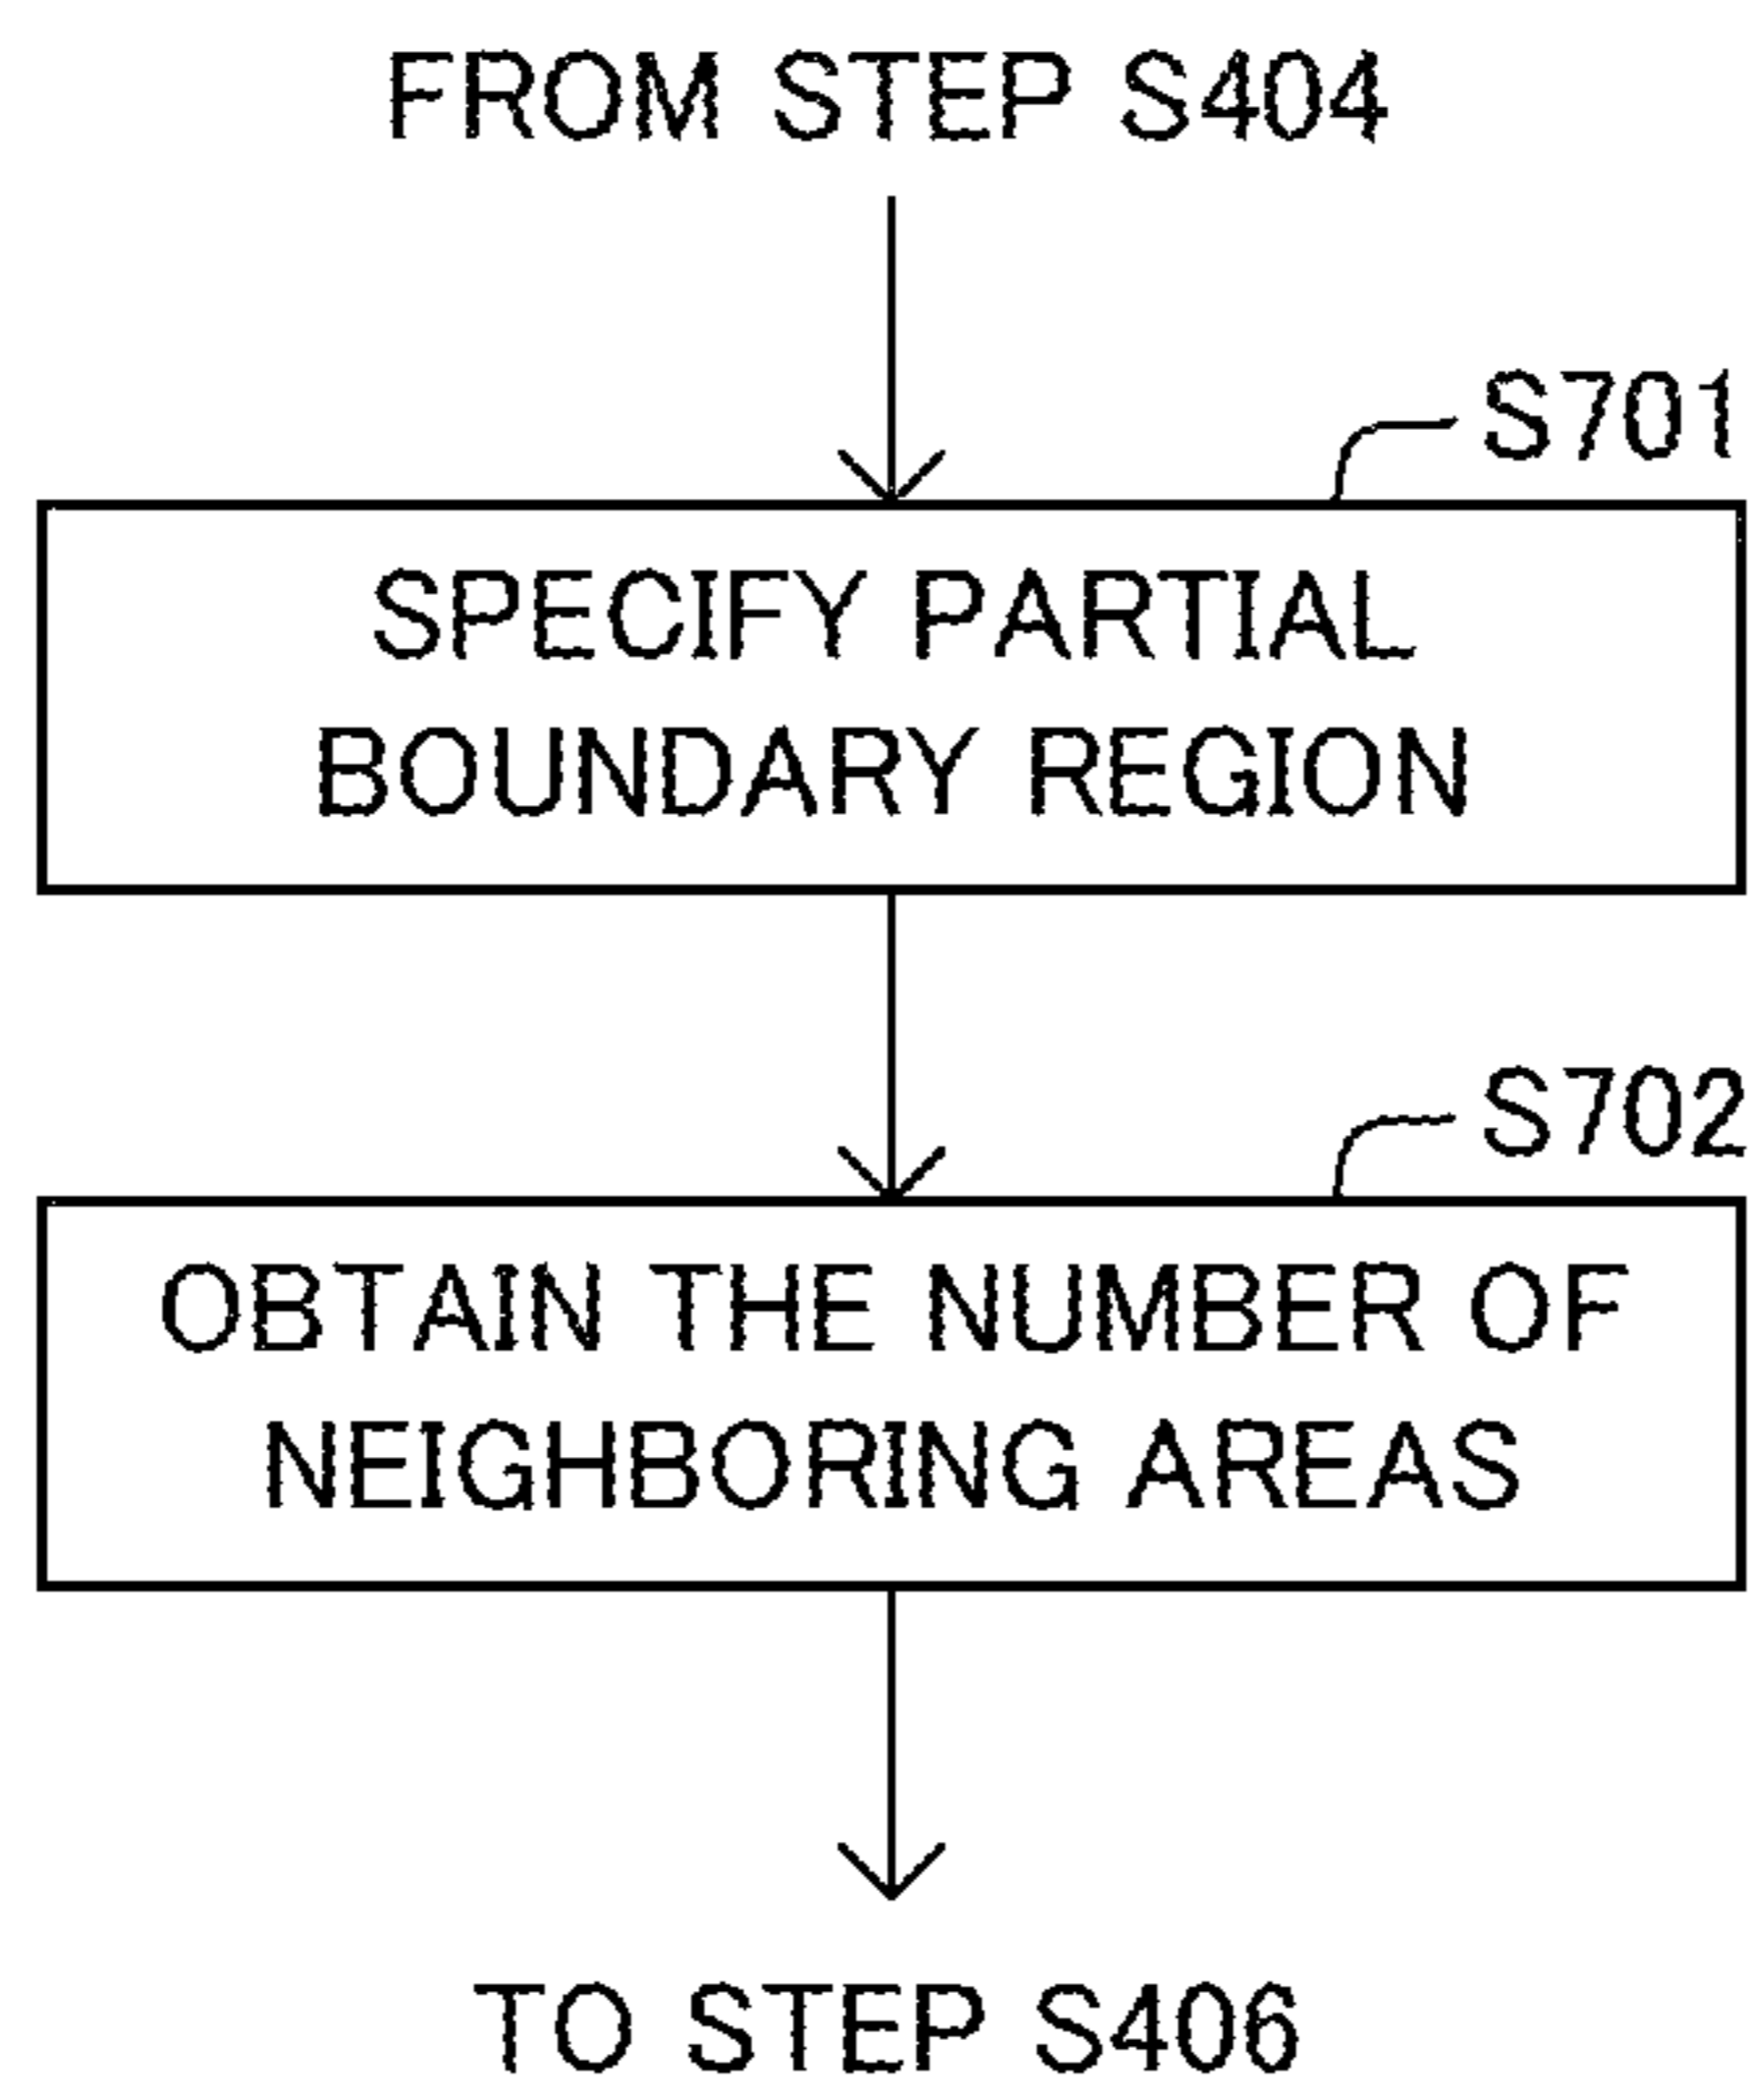 FROM STEP S404
S701
SPECIFY PARTIAL
BOUNDARY REGION
S702
OBTAIN THE NUMBER OF
NEIGHBORING AREAS
TO STEP S406